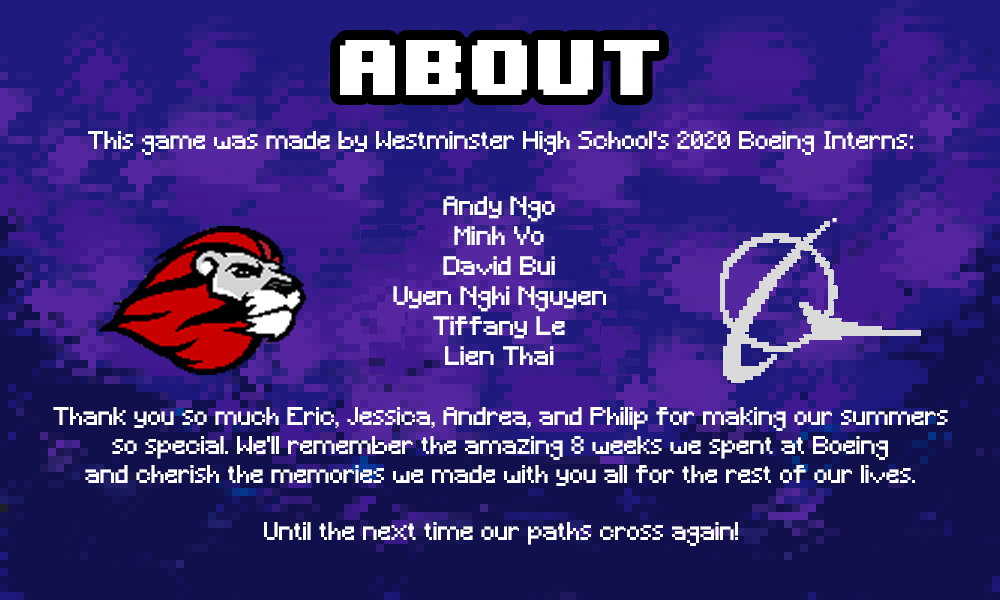 ABOUT
This game was made by Westminster High School's 2020 Boeing Interns:
Andy Ngo
Minh Vo
David Bui
Uyen Nghi Nguyen
Tiffany Le
Lien Thai
Thank you so much Eric, Jessica, Andrea, and Philip for making our summers
so special. We'll remember the amazing 8 weeks we spent at Boeing
and cherish the memories we made with you all for the rest of our lives.
Until the next time our paths cross again!